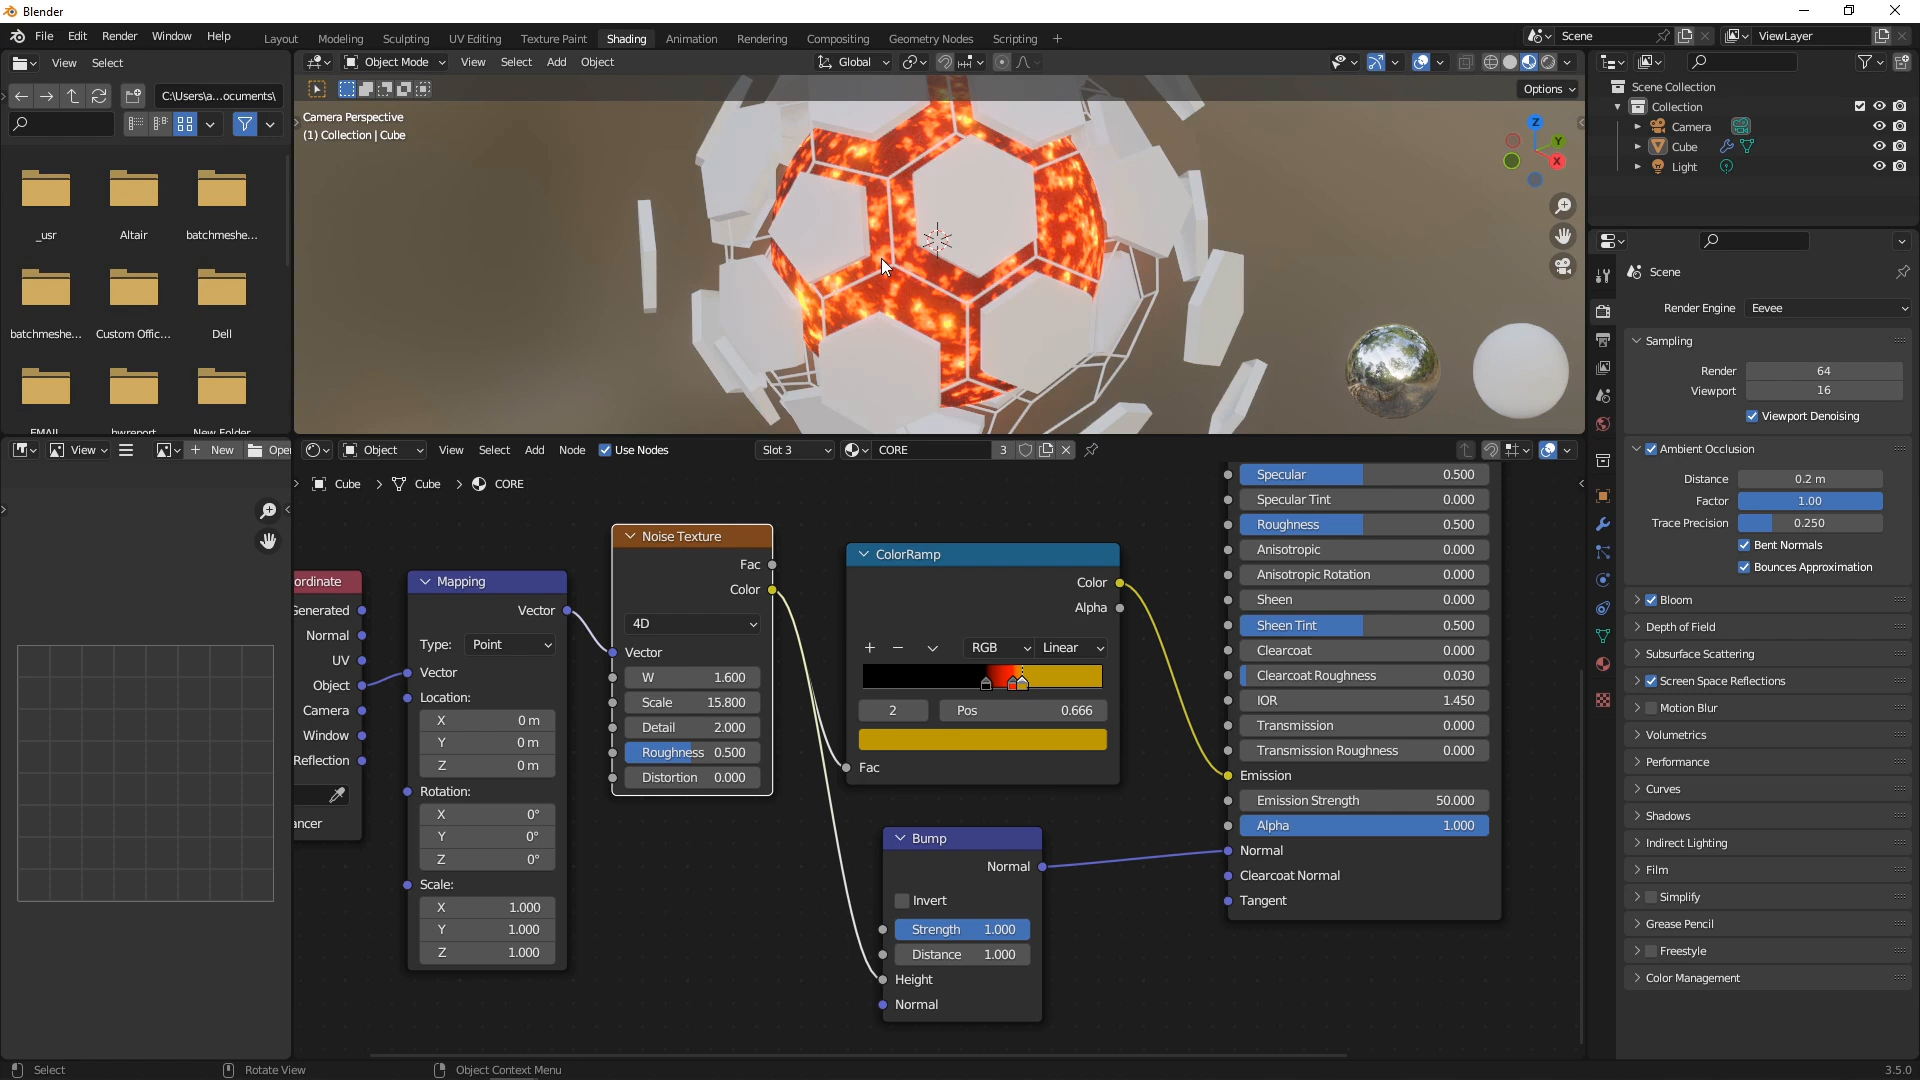 Blender
File Edit Render Window Help
Layout Modeling Sculpting UV Editing Texture Paint Shading Animation Rendering Compositing Geometry Nodes Scripting +
Scene
ViewLayer
View Select
C:\Users\a...ocuments\
_usr Altair batchmeshe...
batchmeshe... Custom Offic... Dell
EMAIL bwreport New Folder
Object Mode View Select Add Object
Global
Options
Camera Perspective
(1) Collection | Cube
Z
Y
X
Scene Collection
Collection
Camera
Cube
Light
Scene
Render Engine Eevee
Sampling
Render 64
Viewport 16
Viewport Denoising
Ambient Occlusion
Distance 0.2 m
Factor 1.00
Trace Precision 0.250
Bent Normals
Bounces Approximation
Bloom
Depth of Field
Subsurface Scattering
Screen Space Reflections
Motion Blur
Volumetrics
Performance
Curves
Shadows
Indirect Lighting
Film
Simplify
Grease Pencil
Freestyle
Color Management
View
New
Open
Object View Select Add Node Use Nodes
Slot 3
CORE
3
Cube > Cube > CORE
ordinate
Generated
Normal
UV
Object
Camera
Window
Reflection
ancer
Mapping
Vector
Type: Point
Vector
Location:
X 0 m
Y 0 m
Z 0 m
Rotation:
X 0°
Y 0°
Z 0°
Scale:
X 1.000
Y 1.000
Z 1.000
Noise Texture
Fac
Color
4D
Vector
W 1.600
Scale 15.800
Detail 2.000
Roughness 0.500
Distortion 0.000
ColorRamp
Color
Alpha
RGB Linear
2 Pos 0.666
Fac
Bump
Normal
Invert
Strength 1.000
Distance 1.000
Height
Normal
Specular 0.500
Specular Tint 0.000
Roughness 0.500
Anisotropic 0.000
Anisotropic Rotation 0.000
Sheen 0.000
Sheen Tint 0.500
Clearcoat 0.000
Clearcoat Roughness 0.030
IOR 1.450
Transmission 0.000
Transmission Roughness 0.000
Emission
Emission Strength 50.000
Alpha 1.000
Normal
Clearcoat Normal
Tangent
Select
Rotate View
Object Context Menu
3.5.0